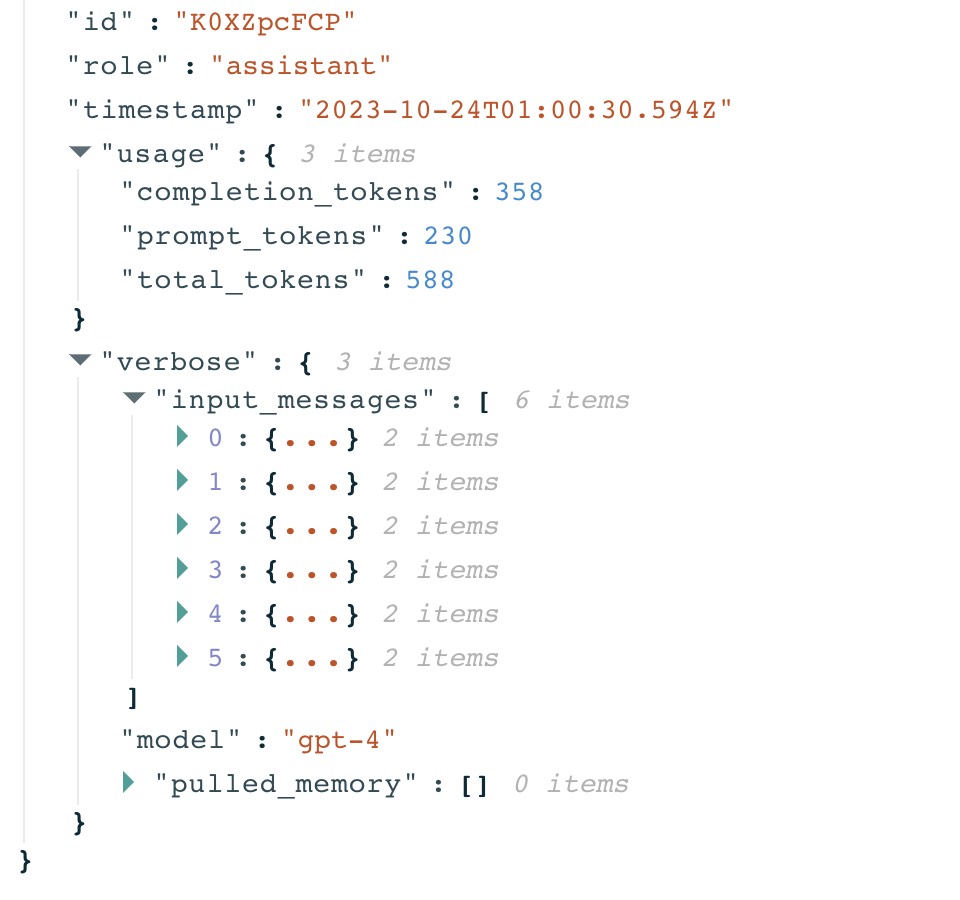 "id" : "K0XZpcFCP"
"role" : "assistant"
"timestamp" : "2023-10-24T01:00:30.594Z"
"usage" : { 3 items
"completion_tokens" : 358
"prompt_tokens" : 230
"total_tokens" : 588
}
"verbose" : { 3 items
"input_messages" : [ 6 items
0 : {...} 2 items
1 : {...} 2 items
2 : {...} 2 items
3 : {...} 2 items
4 : {...} 2 items
5 : {...} 2 items
]
"model" : "gpt-4"
"pulled_memory" : [] 0 items
}
}